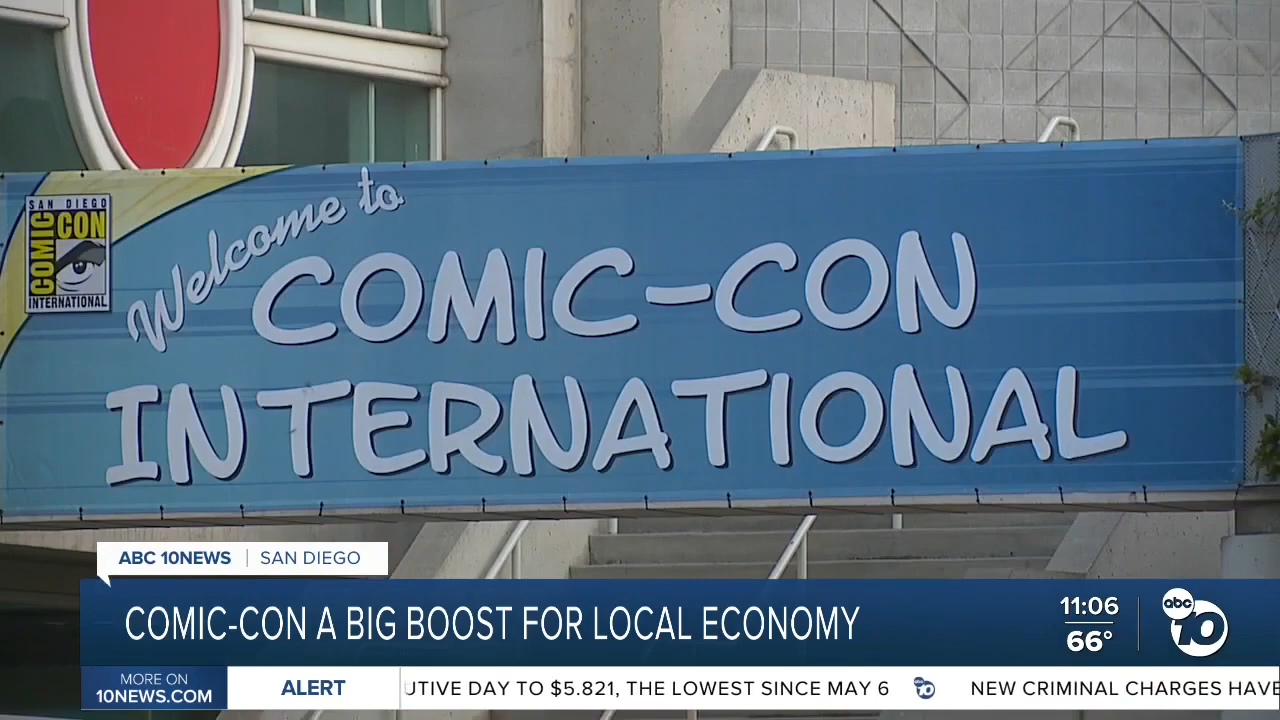 SAN DIEGO
COMIC
CON
INTERNATIONAL
Welcome to
COMIC-CON
INTERNATIONAL
ABC 10NEWS | SAN DIEGO
COMIC-CON A BIG BOOST FOR LOCAL ECONOMY
11:06
66°
abc
10
MORE ON
10NEWS.COM
ALERT
UTIVE DAY TO $5.821, THE LOWEST SINCE MAY 6
abc 10
NEW CRIMINAL CHARGES HAVE